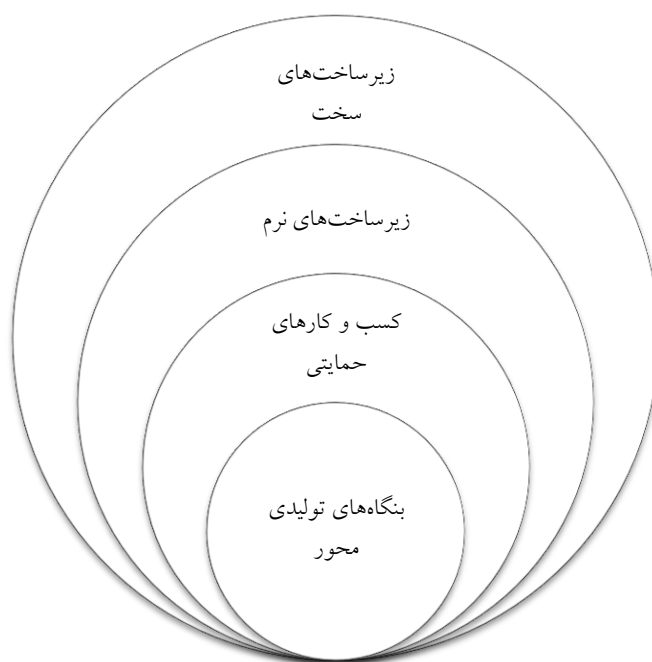 زیرساخت‌های
سخت
زیرساخت‌های نرم
کسب و کارهای
حمایتی
بنگاه‌های تولیدی
محور